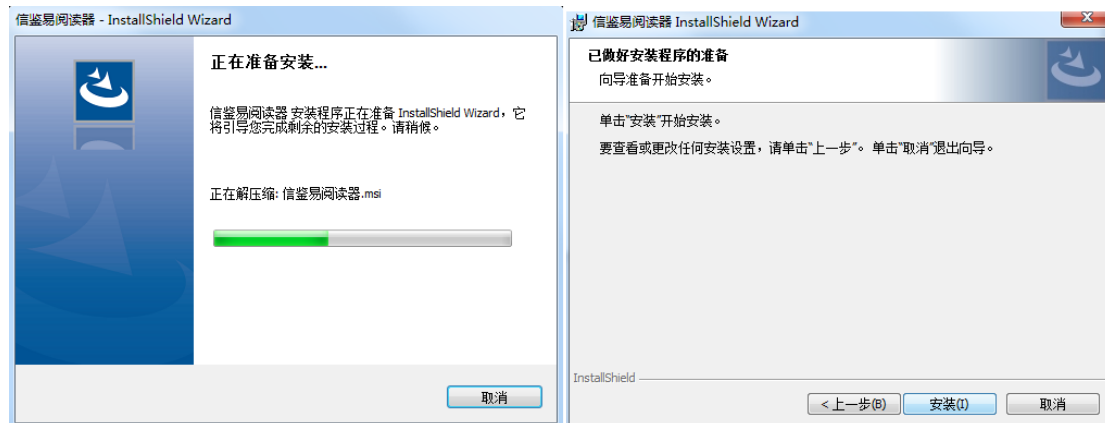 信鉴易阅读器 - InstallShield Wizard
正在准备安装...
信鉴易阅读器 安装程序正在准备 InstallShield Wizard，它
将引导您完成剩余的安装过程。请稍候。
正在解压缩: 信鉴易阅读器.msi
取消
信鉴易阅读器 InstallShield Wizard
已做好安装程序的准备
向导准备开始安装。
单击"安装"开始安装。
要查看或更改任何安装设置，请单击"上一步"。单击"取消"退出向导。
InstallShield
< 上一步(B)
安装(I)
取消